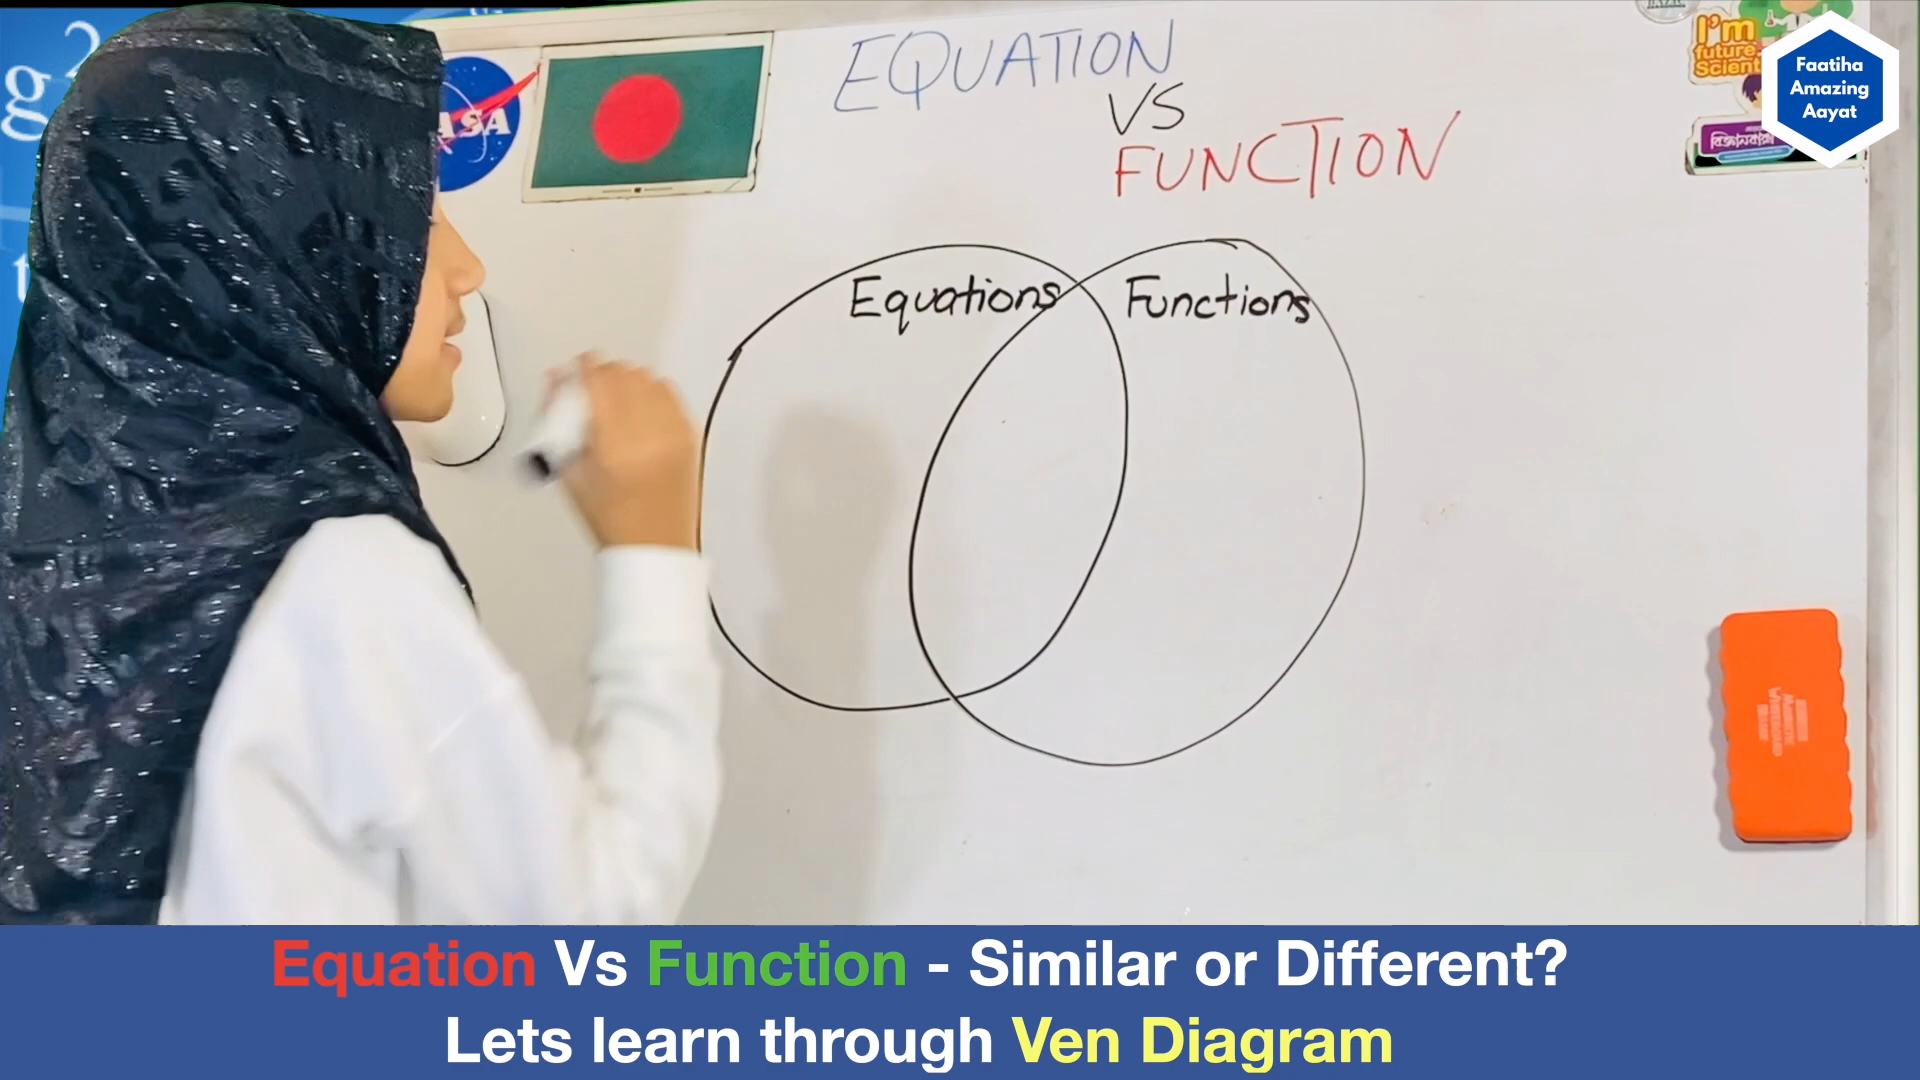 g 2
t
NASA
EQUATION
VS
FUNCTION
I'm
future
Scient
Faatiha
Amazing
Aayat
Equations
Functions
Equation Vs Function - Similar or Different?
Lets learn through Ven Diagram